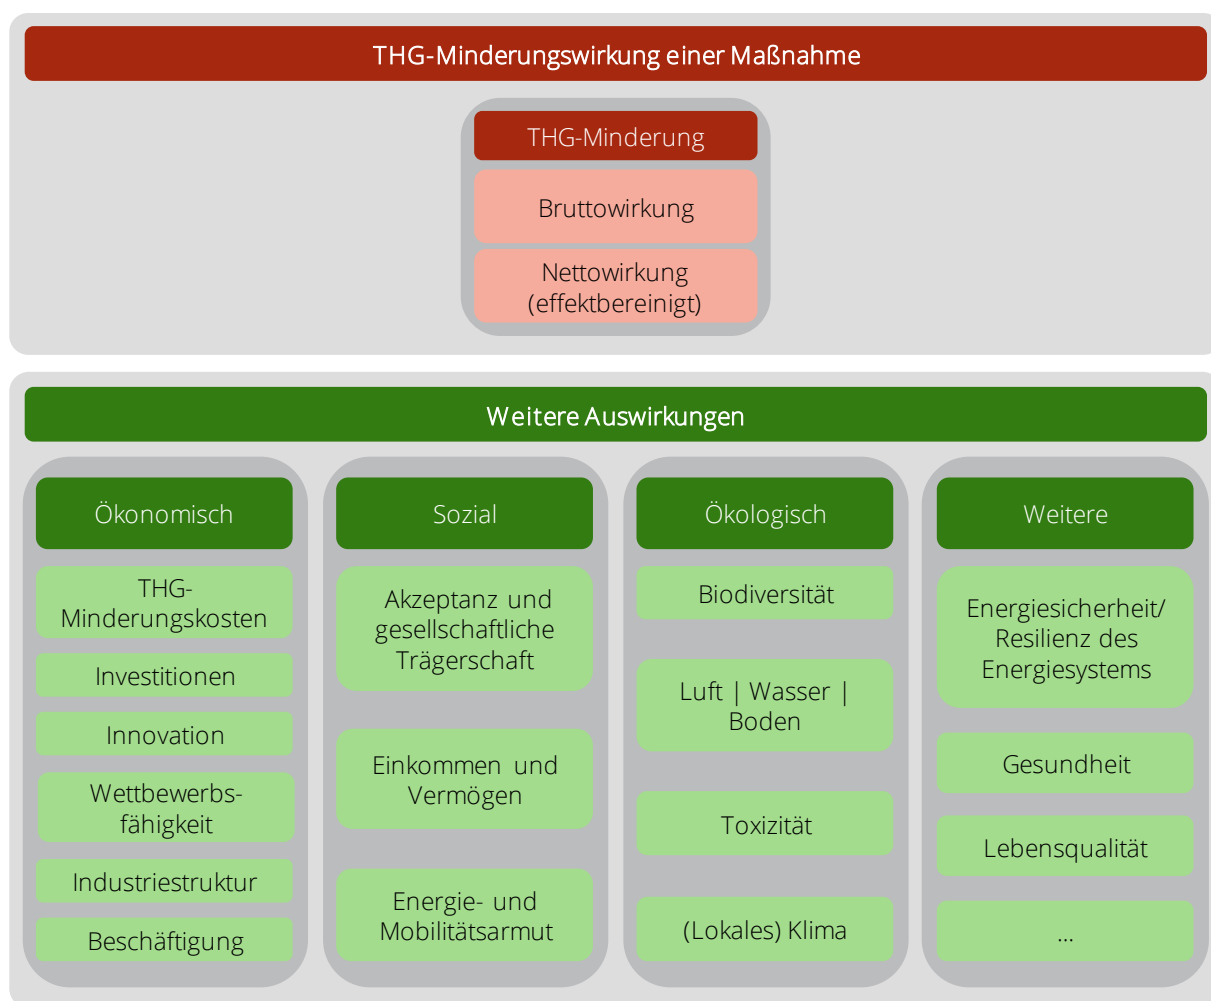 THG-Minderungswirkung einer Maßnahme
THG-Minderung
Bruttowirkung
Nettowirkung
(effektbereinigt)
Weitere Auswirkungen
Ökonomisch
THG-
Minderungskosten
Investitionen
Innovation
Wettbewerbs-
fähigkeit
Industriestruktur
Beschäftigung
Sozial
Akzeptanz und
gesellschaftliche
Trägerschaft
Einkommen und
Vermögen
Energie- und
Mobilitätsarmut
Ökologisch
Biodiversität
Luft | Wasser |
Boden
Toxizität
(Lokales) Klima
Weitere
Energiesicherheit/
Resilienz des
Energiesystems
Gesundheit
Lebensqualität
...